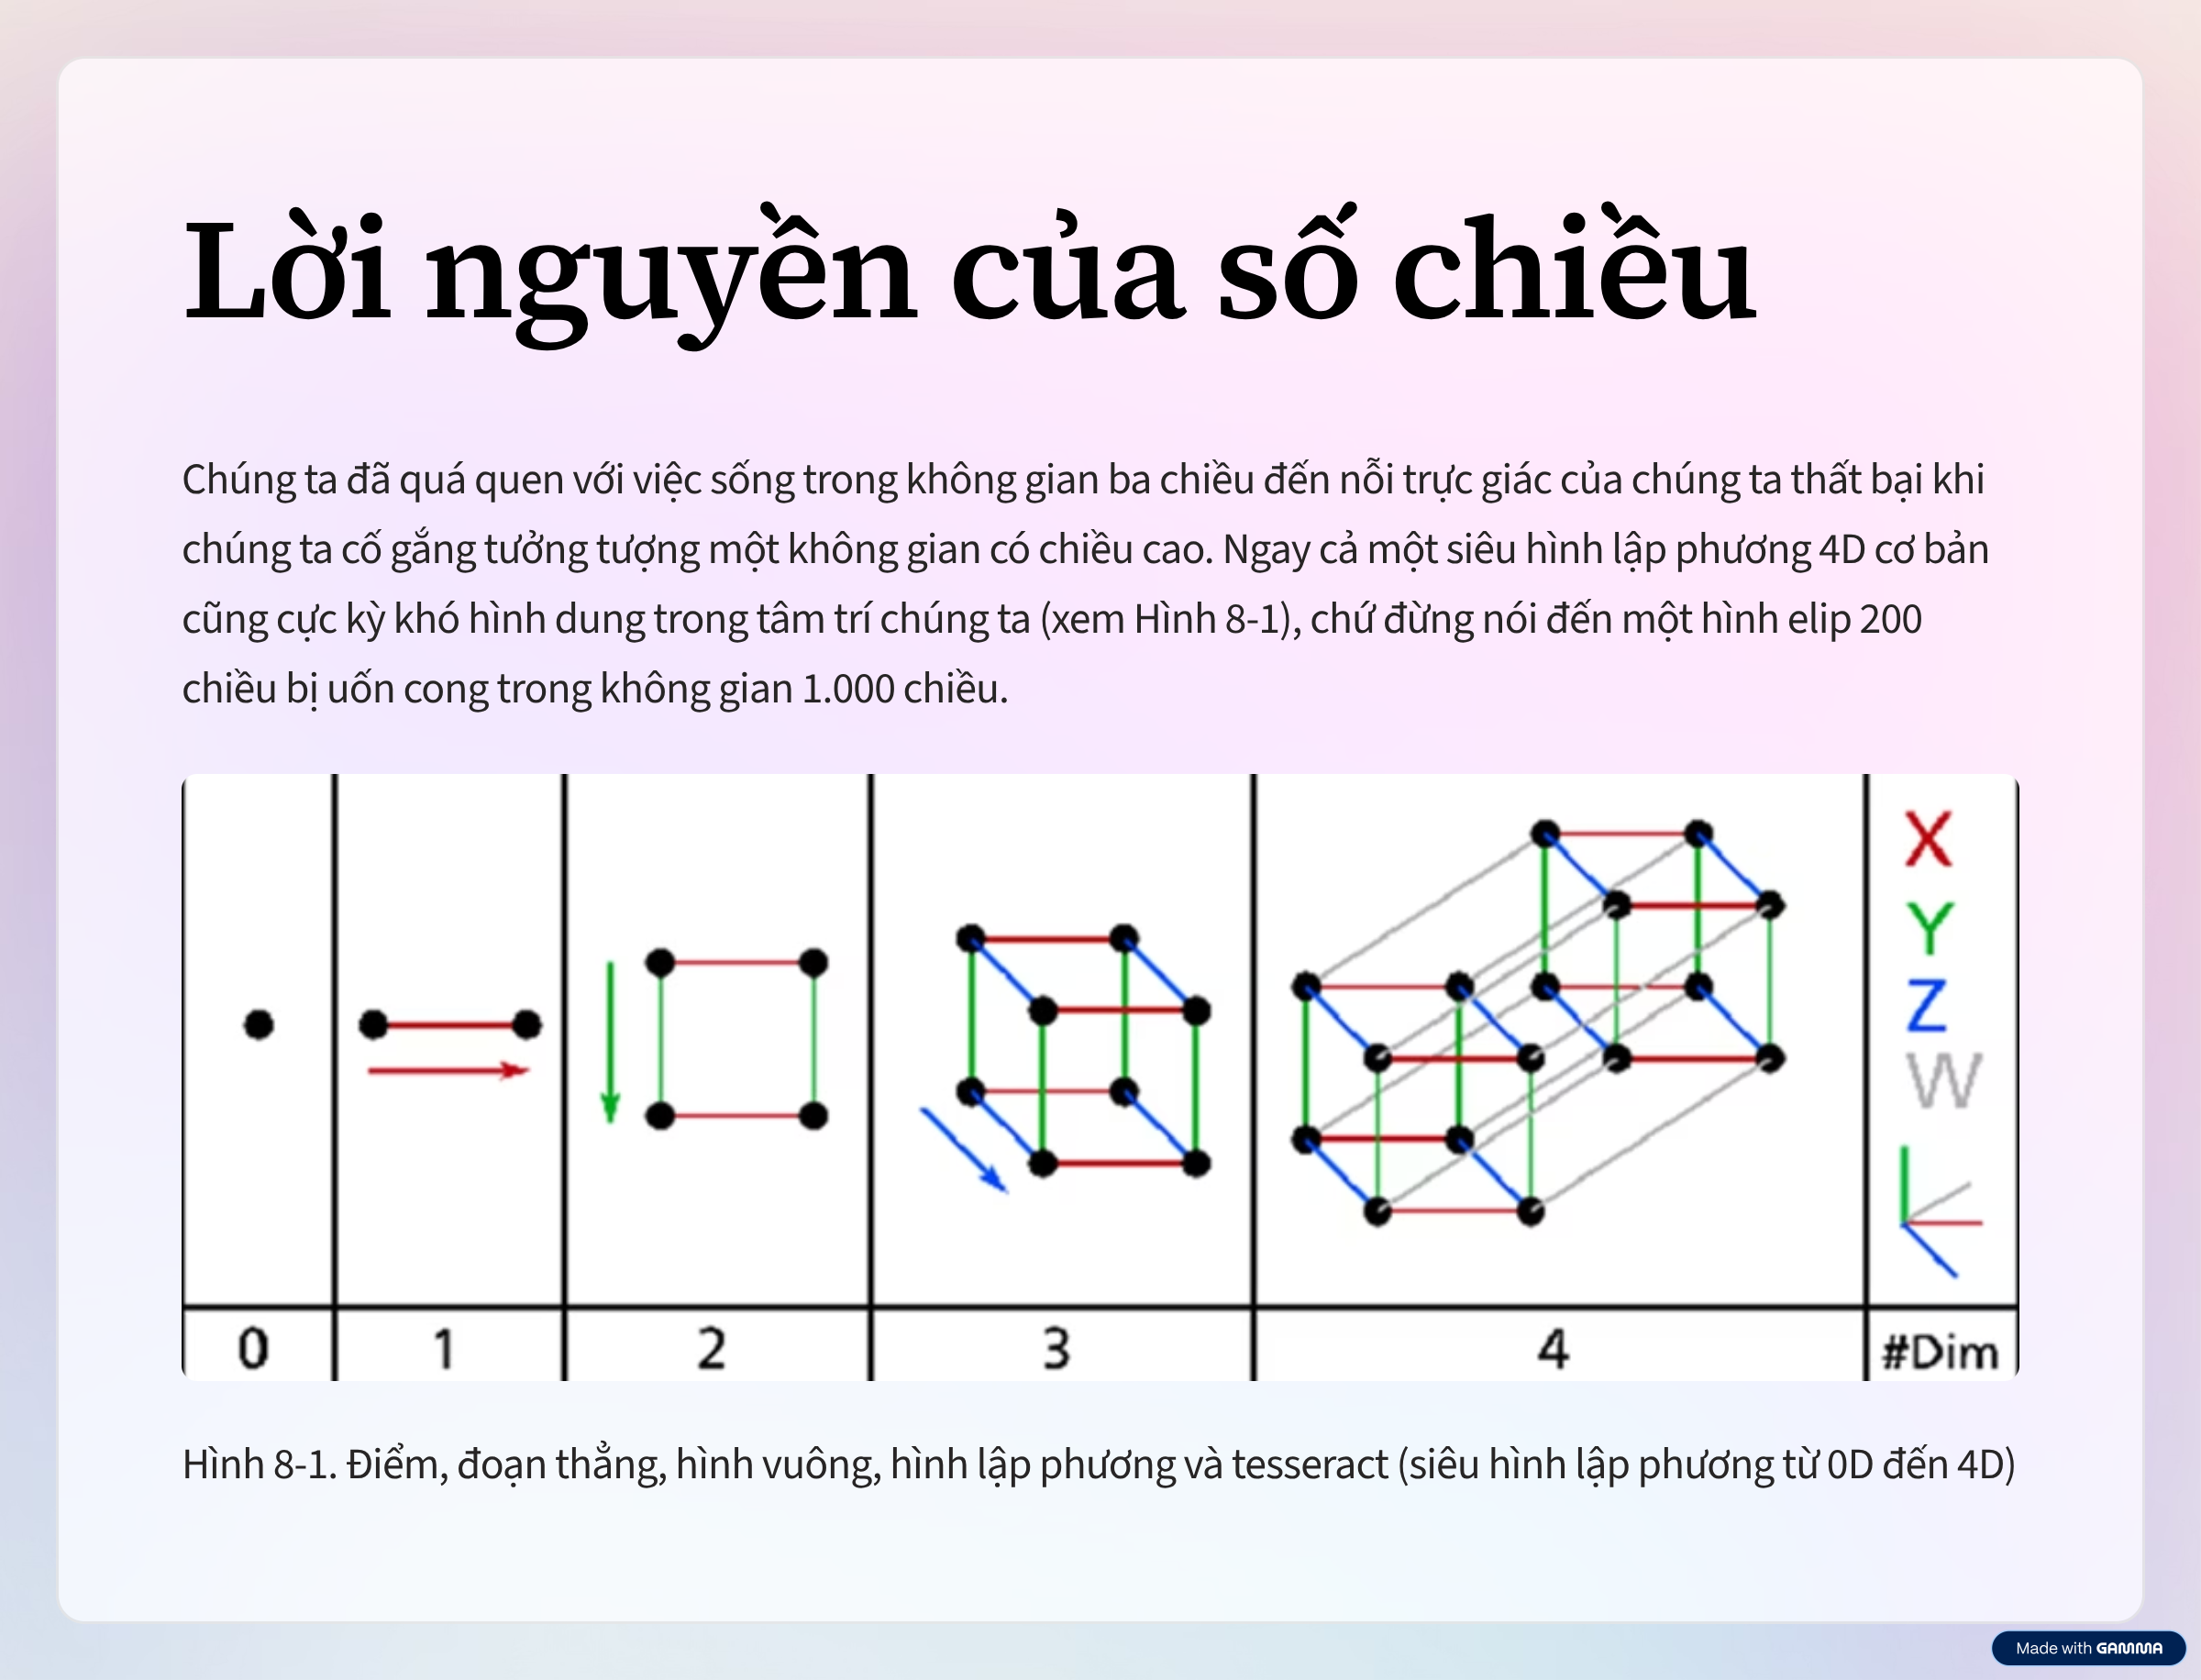 Lời nguyền của số chiều
Chúng ta đã quá quen với việc sống trong không gian ba chiều đến nỗi trực giác của chúng ta thất bại khi
chúng ta cố gắng tưởng tượng một không gian có chiều cao. Ngay cả một siêu hình lập phương 4D cơ bản
cũng cực kỳ khó hình dung trong tâm trí chúng ta (xem Hình 8-1), chứ đừng nói đến một hình elip 200
chiều bị uốn cong trong không gian 1.000 chiều.
X
Y
Z
W
0 1 2 3 4 #Dim
Hình 8-1. Điểm, đoạn thẳng, hình vuông, hình lập phương và tesseract (siêu hình lập phương từ 0D đến 4D)
Made with GAMMA